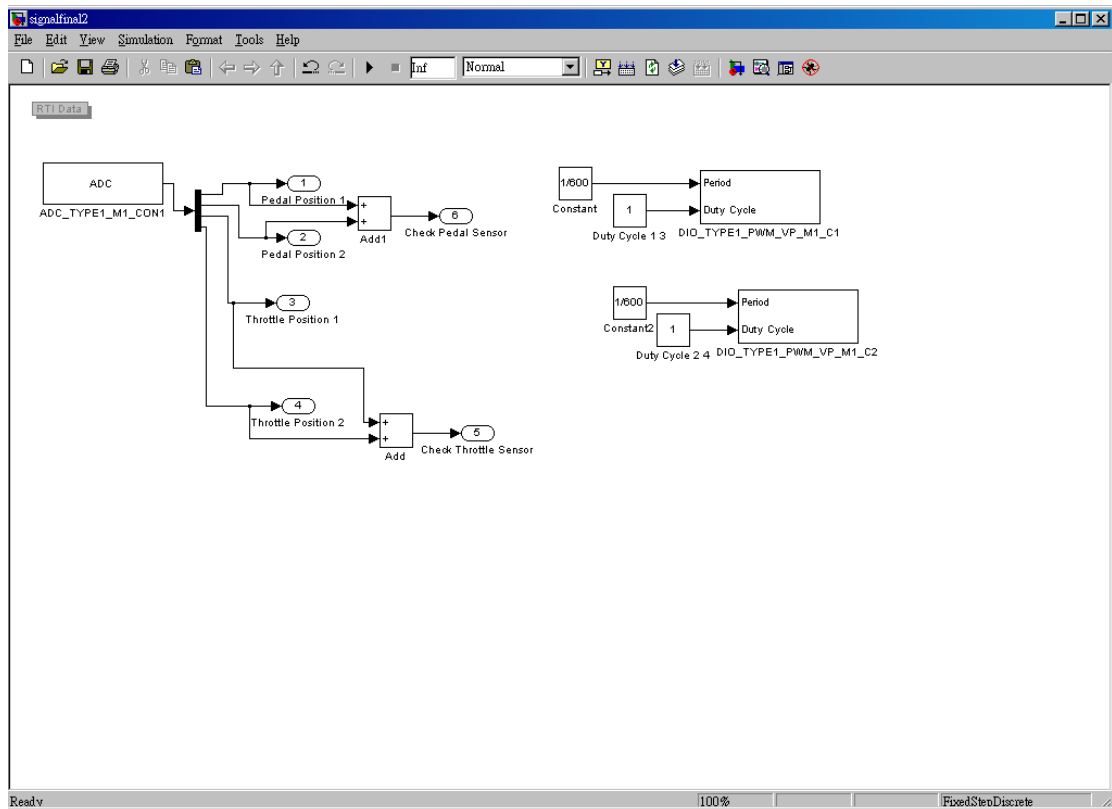 signalfinal2
File Edit View Simulation Format Tools Help
Inf Normal
RTI Data
ADC
ADC_TYPE1_M1_CON1
1
Pedal Position 1
2
Pedal Position 2
+
+
Add1
6
Check Pedal Sensor
3
Throttle Position 1
4
Throttle Position 2
+
+
Add
5
Check Throttle Sensor
1/600
Constant
1
Duty Cycle 1 3
Period
Duty Cycle
DIO_TYPE1_PWM_VP_M1_C1
1/600
Constant2
1
Duty Cycle 2 4
Period
Duty Cycle
DIO_TYPE1_PWM_VP_M1_C2
Ready 100% FixedStepDiscrete